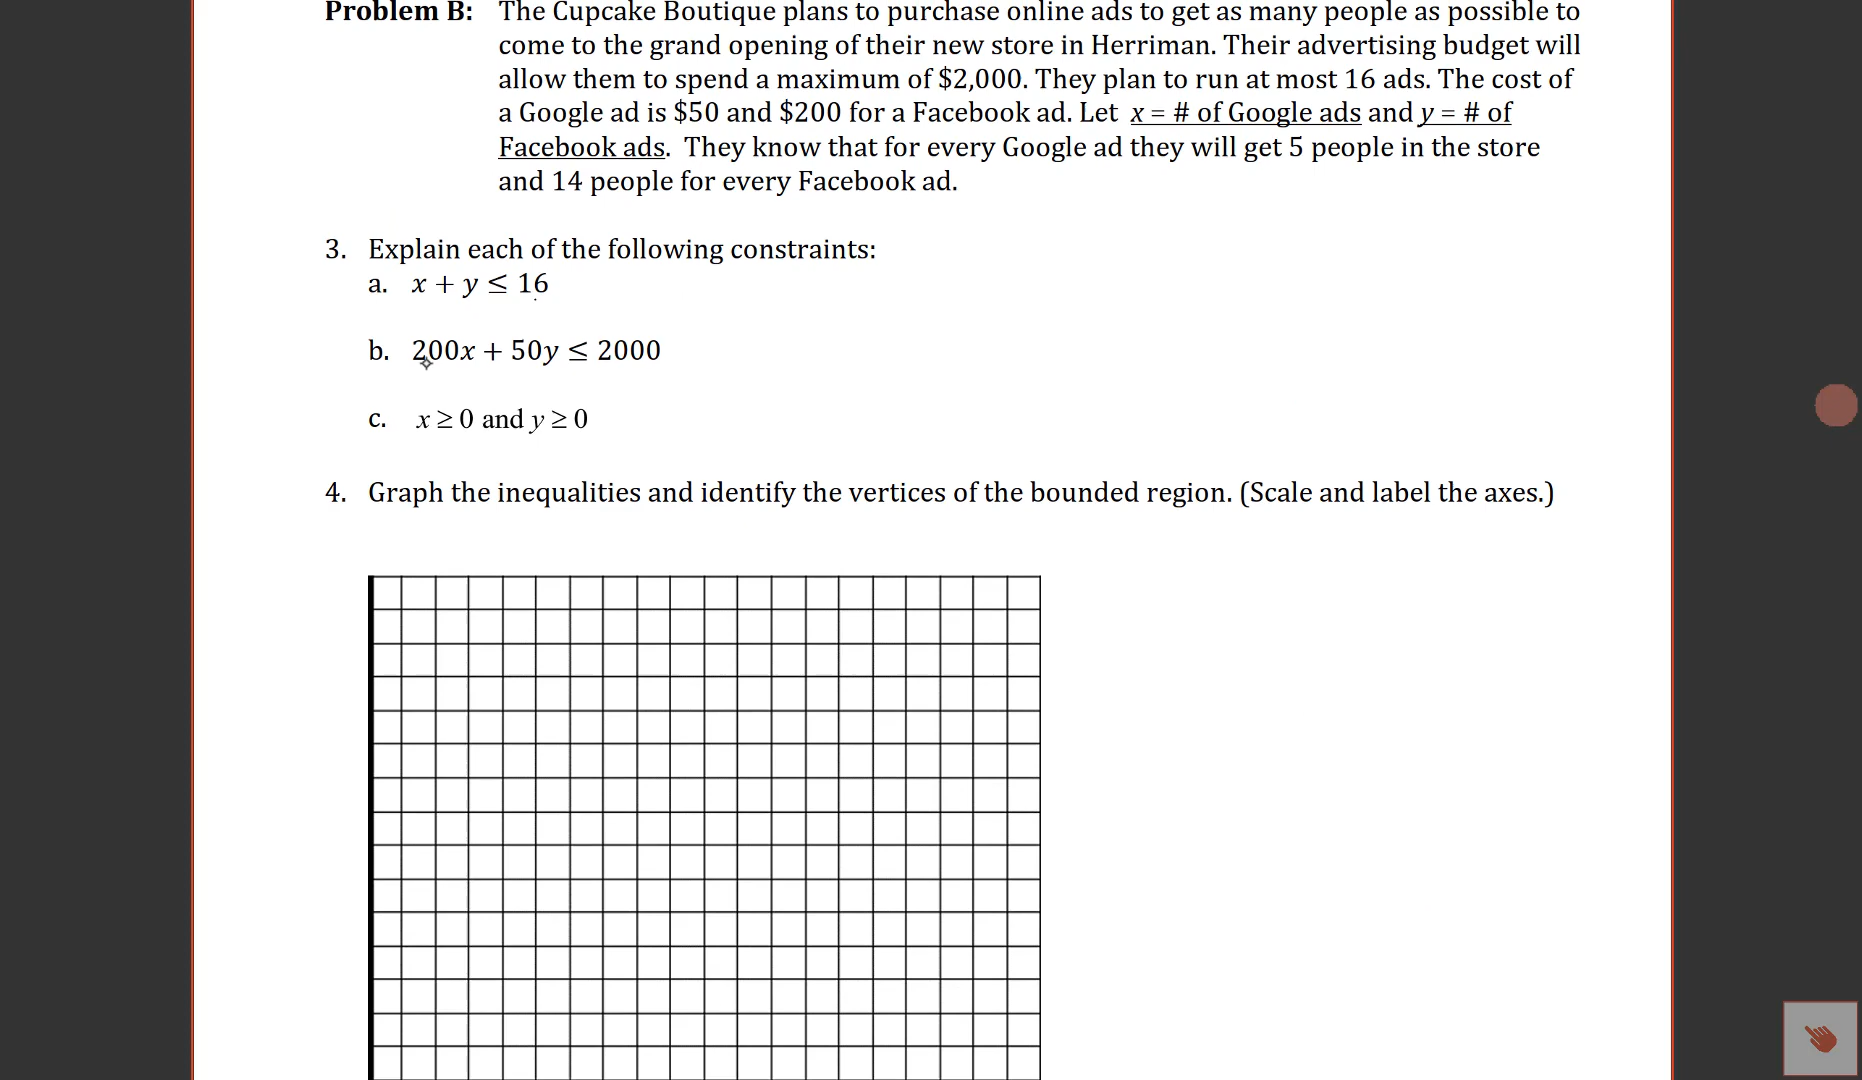 Problem B: The Cupcake Boutique plans to purchase online ads to get as many people as possible to
come to the grand opening of their new store in Herriman. Their advertising budget will
allow them to spend a maximum of $2,000. They plan to run at most 16 ads. The cost of
a Google ad is $50 and $200 for a Facebook ad. Let x = # of Google ads and y = # of
Facebook ads. They know that for every Google ad they will get 5 people in the store
and 14 people for every Facebook ad.
3. Explain each of the following constraints:
a. x + y ≤ 16
b. 200x + 50y ≤ 2000
c. x ≥ 0 and y ≥ 0
4. Graph the inequalities and identify the vertices of the bounded region. (Scale and label the axes.)